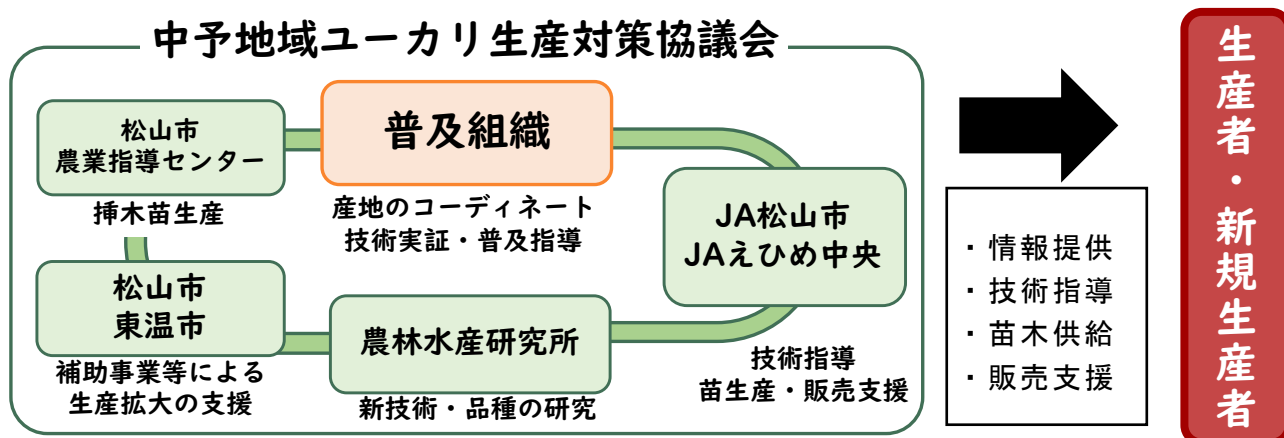 中予地域ユーカリ生産対策協議会
松山市
農業指導センター
挿木苗生産
普及組織
産地のコーディネート
技術実証・普及指導
JA松山市
JAえひめ中央
技術指導
苗生産・販売支援
農林水産研究所
新技術・品種の研究
松山市
東温市
補助事業等による
生産拡大の支援
・情報提供
・技術指導
・苗木供給
・販売支援
生産者・新規生産者